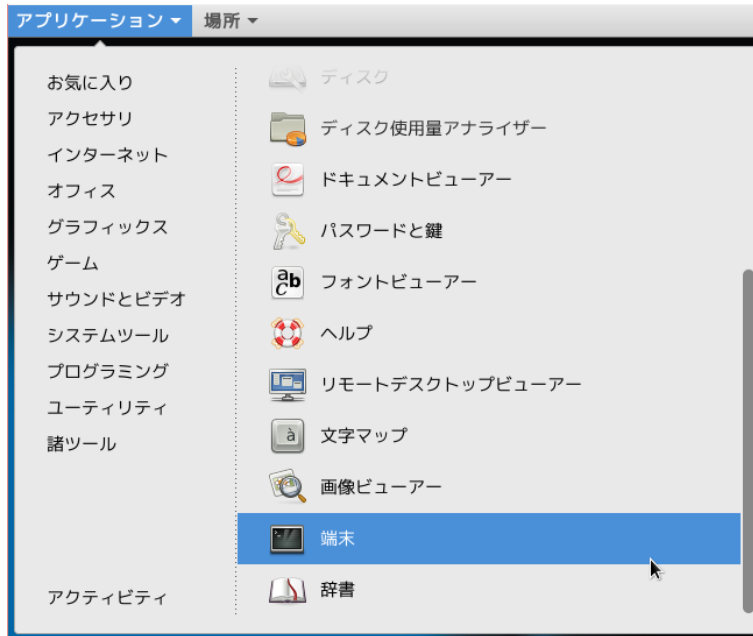 アプリケーション
場所
お気に入り
アクセサリ
インターネット
オフィス
グラフィックス
ゲーム
サウンドとビデオ
システムツール
プログラミング
ユーティリティ
諸ツール
アクティビティ
ディスク
ディスク使用量アナライザー
ドキュメントビューアー
パスワードと鍵
フォントビューアー
ヘルプ
リモートデスクトップビューアー
文字マップ
画像ビューアー
端末
辞書